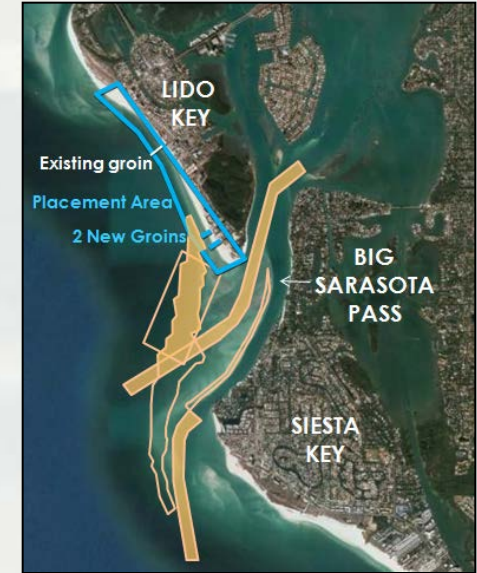 LIDO
KEY
Existing groin
Placement Area
2 New Groins
BIG
SARASOTA
PASS
SIESTA
KEY